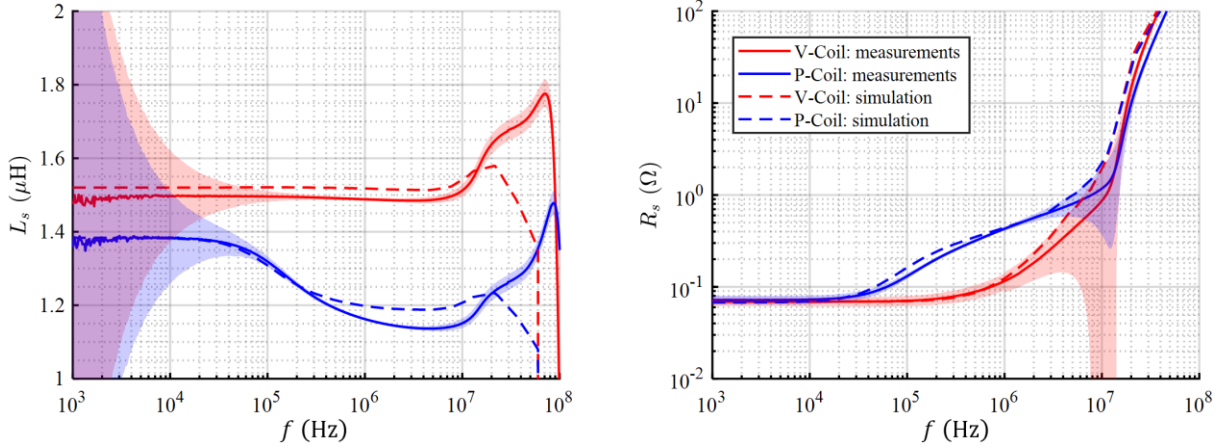 2
1.8
1.6
1.4
1.2
1
L_s (μH)
10^3
10^4
10^5
10^6
10^7
10^8
f (Hz)
10^2
10^1
10^0
10^-1
10^-2
R_s (Ω)
V-Coil: measurements
P-Coil: measurements
V-Coil: simulation
P-Coil: simulation
10^3
10^4
10^5
10^6
10^7
10^8
f (Hz)